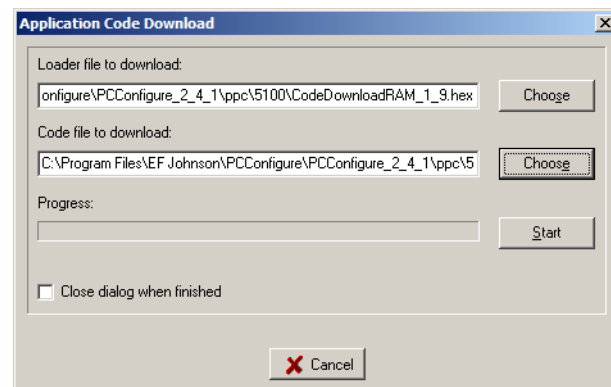 Application Code Download
Loader file to download:
onfigure\PCConfigure_2_4_1\ppc\5100\CodeDownloadRAM_1_9.hex
Choose
Code file to download:
C:\Program Files\EF Johnson\PCConfigure\PCConfigure_2_4_1\ppc\5
Choose
Progress:
Start
Close dialog when finished
Cancel